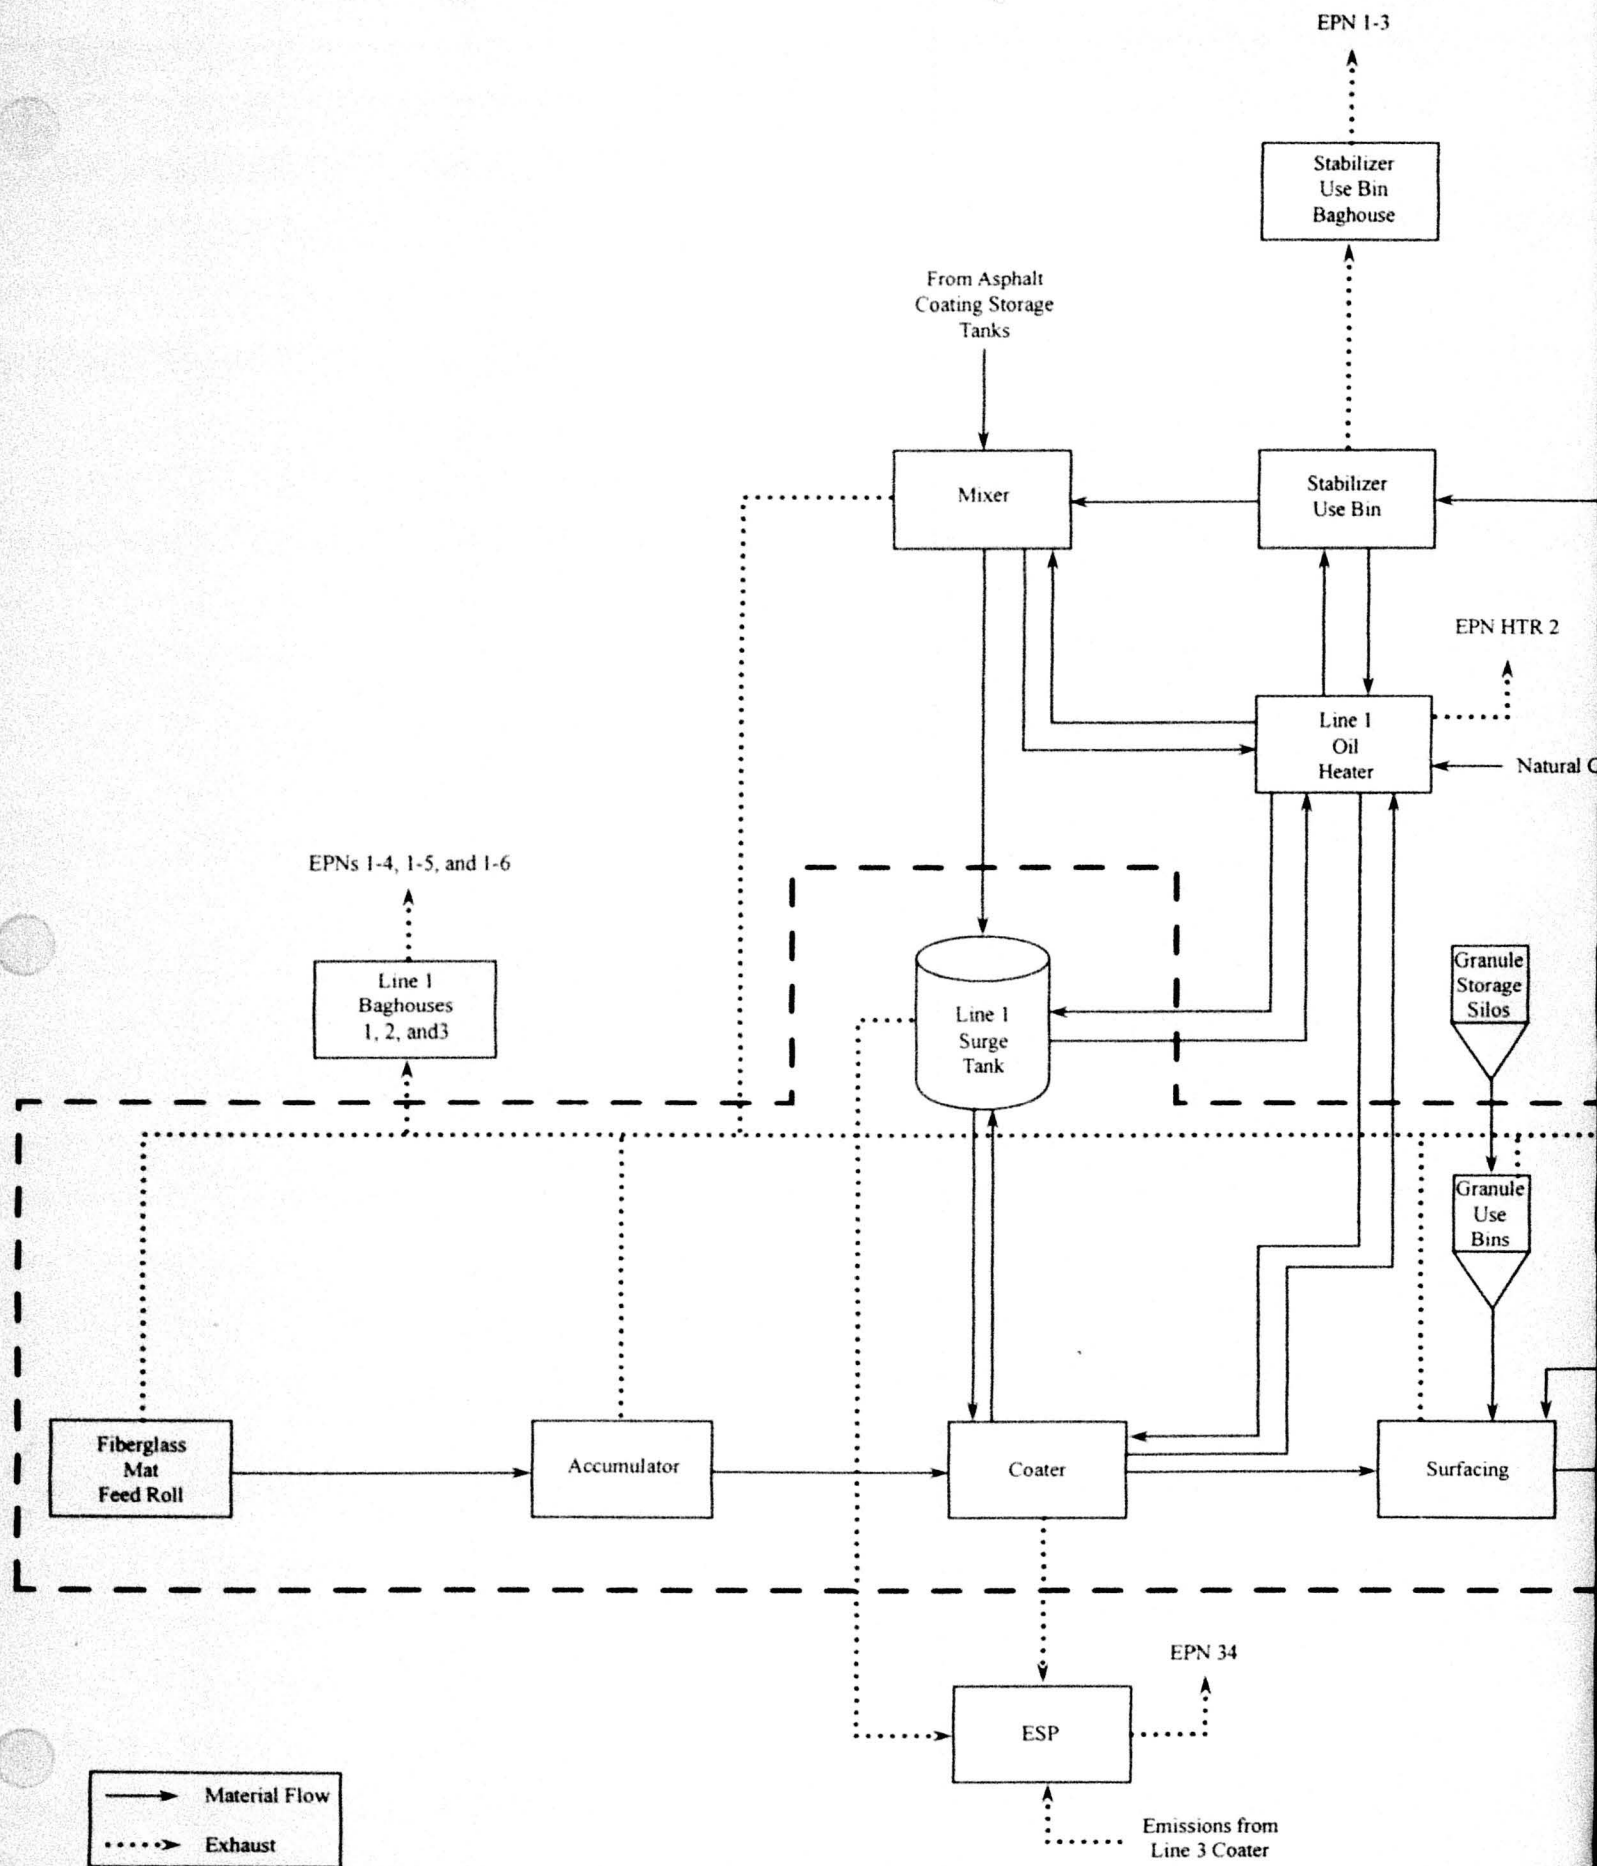 EPN 1-3
Stabilizer
Use Bin
Baghouse
From Asphalt
Coating Storage
Tanks
Mixer
Stabilizer
Use Bin
EPN HTR 2
Line 1
Oil
Heater
Natural
EPNs 1-4, 1-5, and 1-6
Line 1
Baghouses
1, 2, and3
Line 1
Surge
Tank
Granule
Storage
Silos
Granule
Use
Bins
Fiberglass
Mat
Feed Roll
Accumulator
Coater
Surfacing
EPN 34
ESP
Material Flow
Exhaust
Emissions from
Line 3 Coater